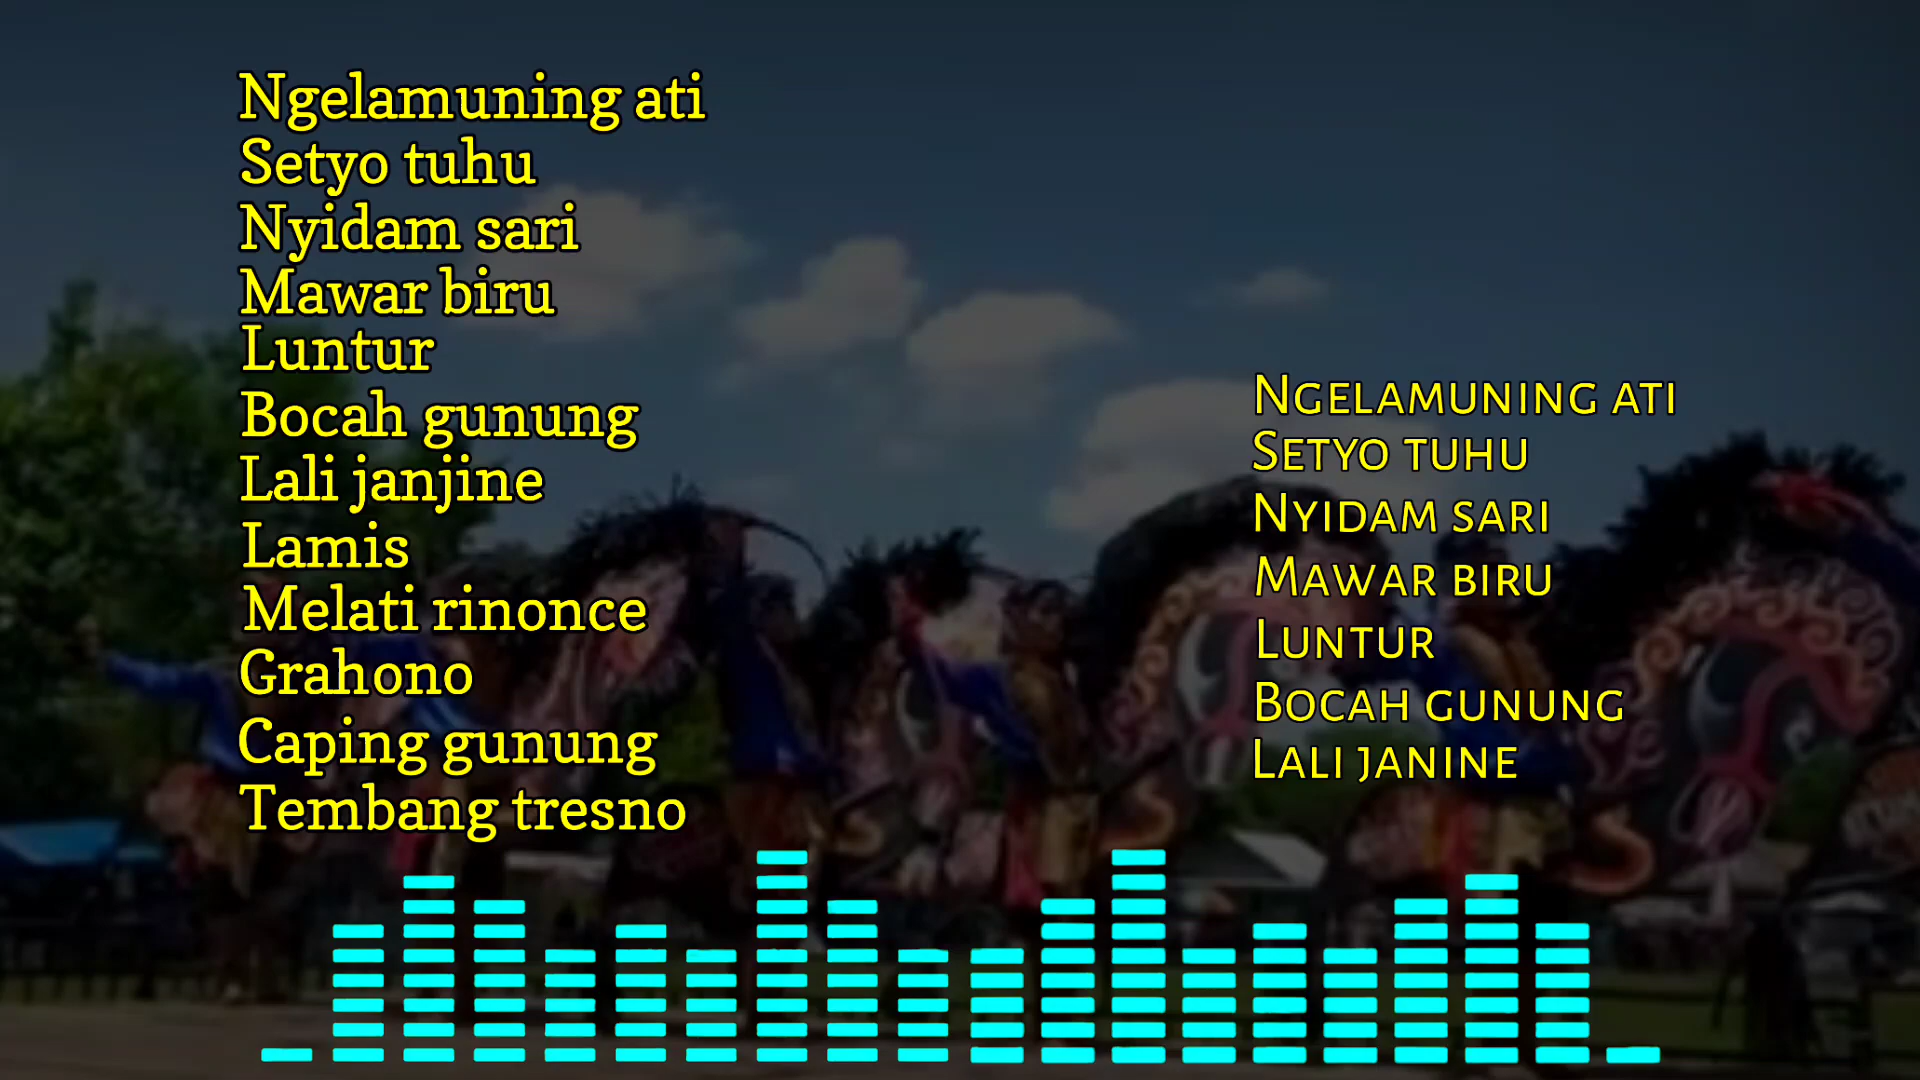 Ngelamuning ati
Setyo tuhu
Nyidam sari
Mawar biru
Luntur
Bocah gunung
Lali janjine
Lamis
Melati rinonce
Grahono
Caping gunung
Tembang tresno
Ngelamuning ati
Setyo tuhu
Nyidam sari
Mawar biru
Luntur
Bocah gunung
Lali janine